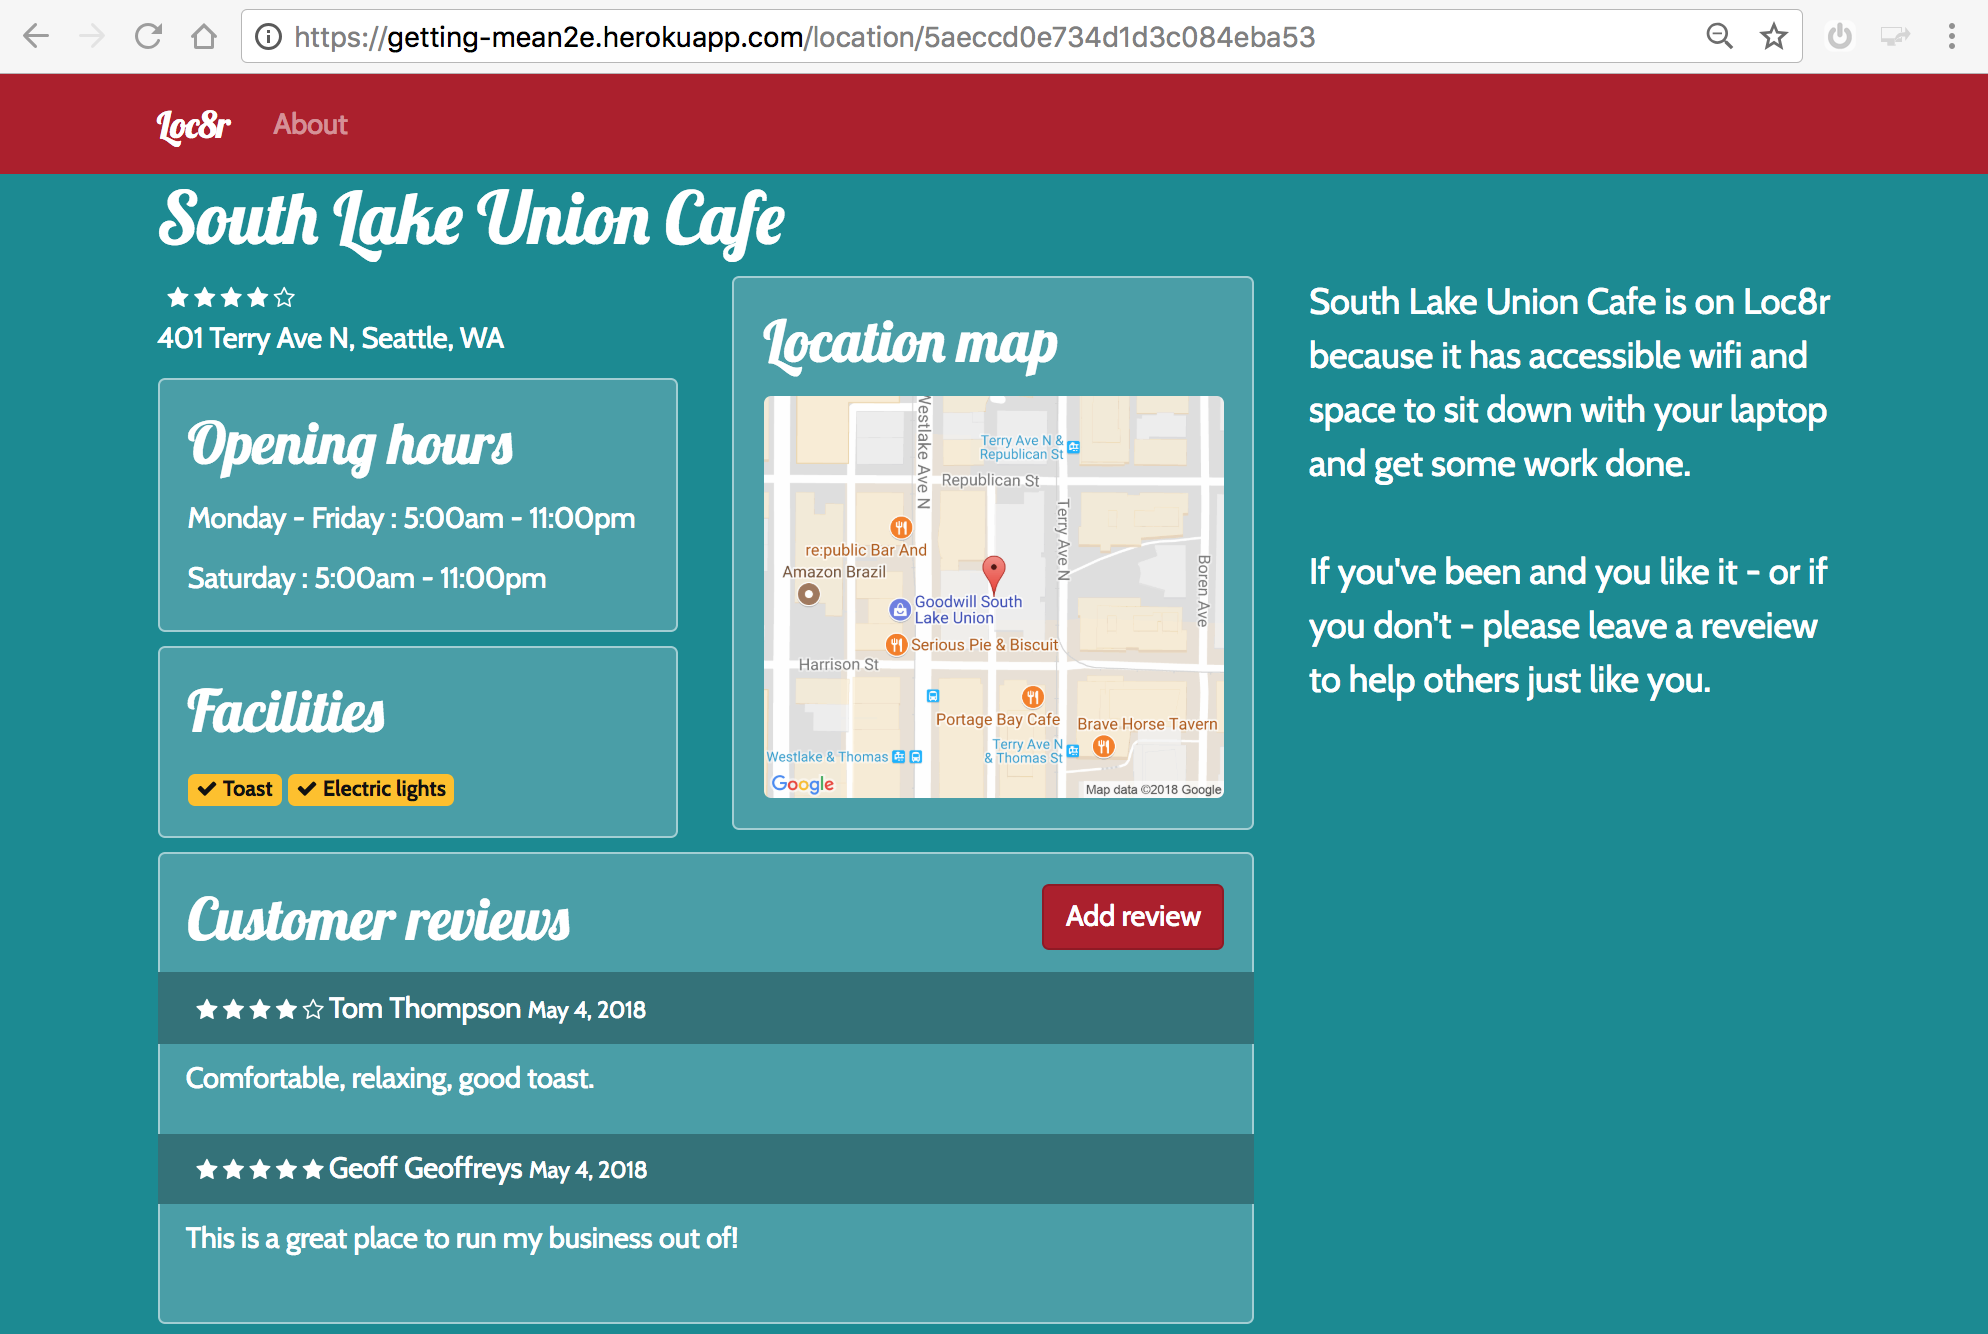 https://getting-mean2e.herokuapp.com/location/5aeccd0e734d1d3c084eba53
Loc8r About
South Lake Union Cafe
401 Terry Ave N, Seattle, WA
Opening hours
Monday - Friday : 5:00am - 11:00pm
Saturday : 5:00am - 11:00pm
Facilities
Toast Electric lights
Location map
Westlake Ave N
Terry Ave N &
Republican St
Republican St
Terry Ave N
re:public Bar And
Amazon Brazil
Boren Ave
Goodwill South
Lake Union
Serious Pie & Biscuit
Harrison St
Portage Bay Cafe
Brave Horse Tavern
Westlake & Thomas
Terry Ave N
& Thomas St
Google
Map data ©2018 Google
South Lake Union Cafe is on Loc8r
because it has accessible wifi and
space to sit down with your laptop
and get some work done.
If you've been and you like it - or if
you don't - please leave a reveiew
to help others just like you.
Customer reviews
Add review
Tom Thompson May 4, 2018
Comfortable, relaxing, good toast.
Geoff Geoffreys May 4, 2018
This is a great place to run my business out of!